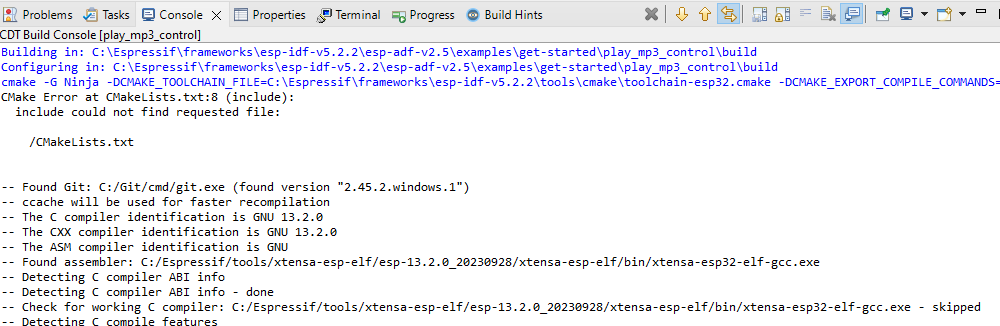 Problems Tasks Console Properties Terminal Progress Build Hints
CDT Build Console [play_mp3_control]
Building in: C:\Espressif\frameworks\esp-idf-v5.2.2\esp-adf-v2.5\examples\get-started\play_mp3_control\build
Configuring in: C:\Espressif\frameworks\esp-idf-v5.2.2\esp-adf-v2.5\examples\get-started\play_mp3_control\build
cmake -G Ninja -DCMAKE_TOOLCHAIN_FILE=C:\Espressif\frameworks\esp-idf-v5.2.2\tools\cmake\toolchain-esp32.cmake -DCMAKE_EXPORT_COMPILE_COMMANDS=
CMake Error at CMakeLists.txt:8 (include):
include could not find requested file:
/CMakeLists.txt
-- Found Git: C:/Git/cmd/git.exe (found version "2.45.2.windows.1")
-- ccache will be used for faster recompilation
-- The C compiler identification is GNU 13.2.0
-- The CXX compiler identification is GNU 13.2.0
-- The ASM compiler identification is GNU
-- Found assembler: C:/Espressif/tools/xtensa-esp-elf/esp-13.2.0_20230928/xtensa-esp-elf/bin/xtensa-esp32-elf-gcc.exe
-- Detecting C compiler ABI info
-- Detecting C compiler ABI info - done
-- Check for working C compiler: C:/Espressif/tools/xtensa-esp-elf/esp-13.2.0_20230928/xtensa-esp-elf/bin/xtensa-esp32-elf-gcc.exe - skipped
-- Detecting C compile features